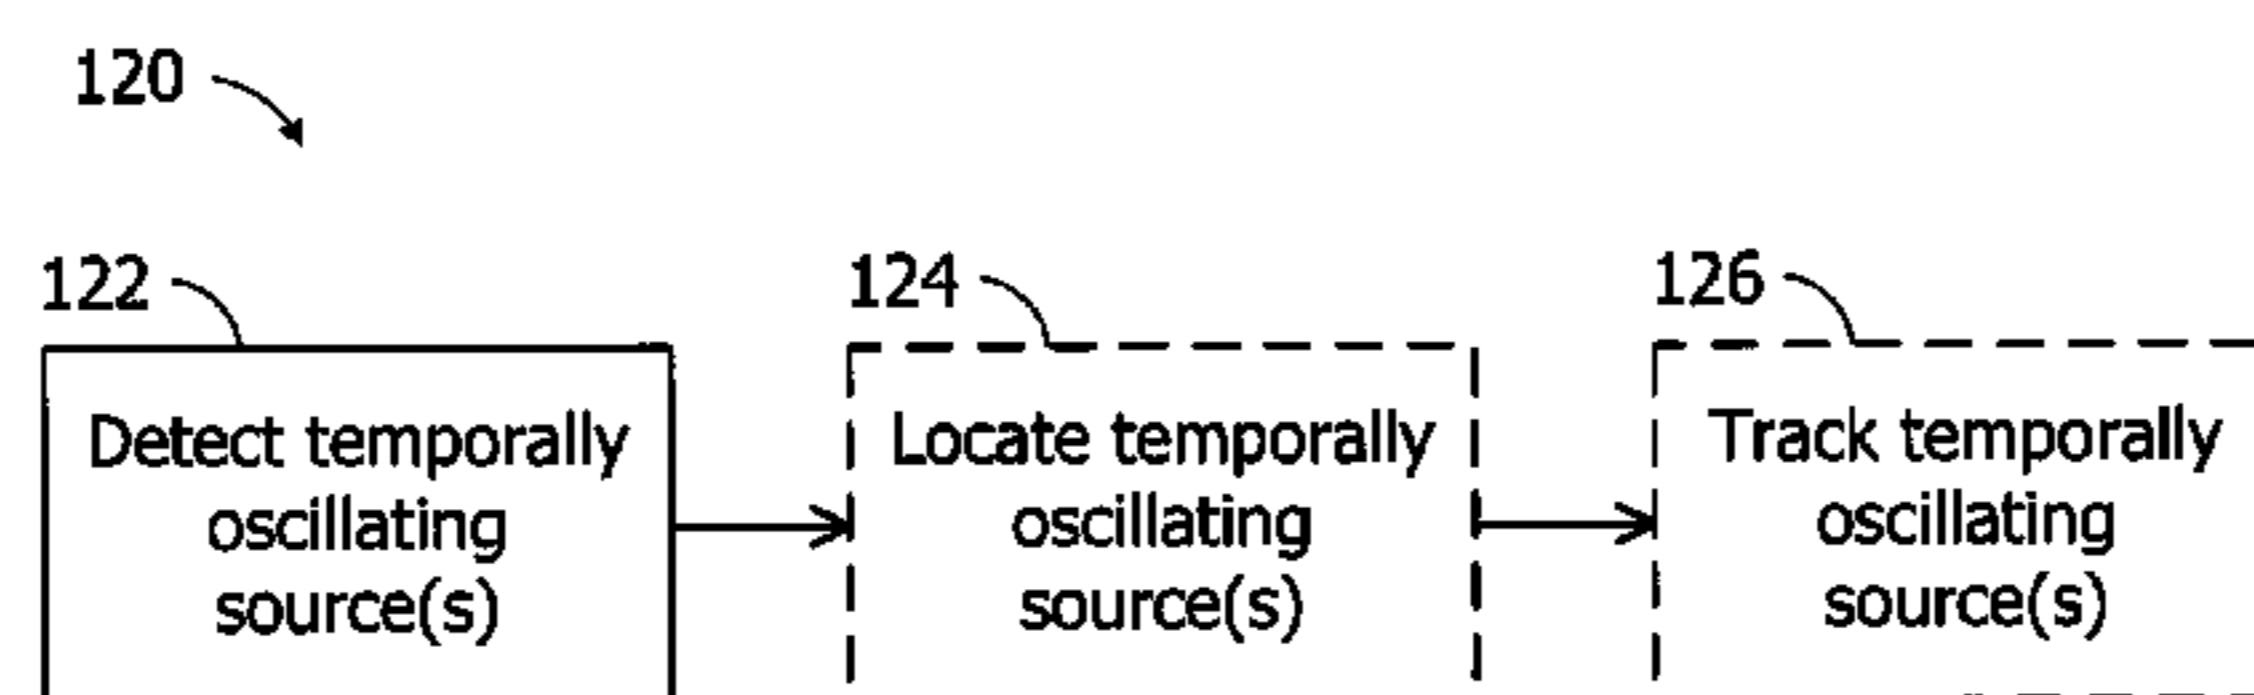 120
122
Detect temporally
oscillating
source(s)
124
Locate temporally
oscillating
source(s)
126
Track temporally
oscillating
source(s)